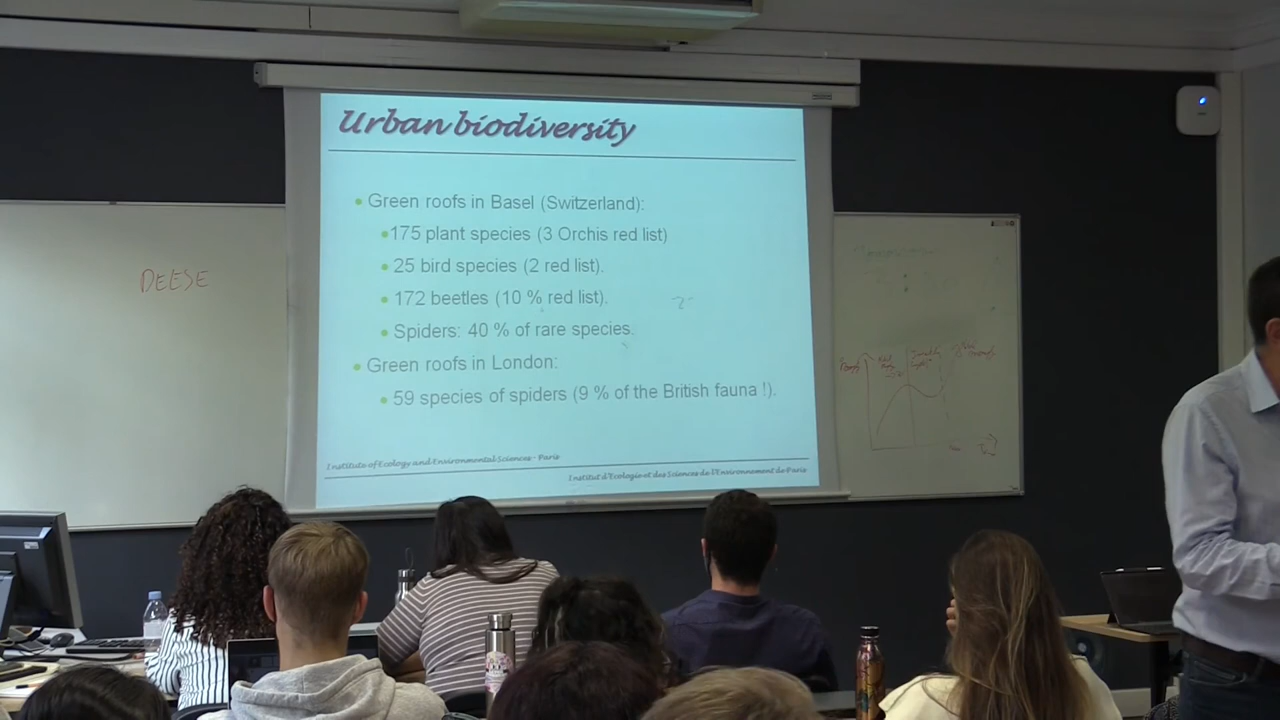 Urban biodiversity
Green roofs in Basel (Switzerland):
175 plant species (3 Orchis red list)
25 bird species (2 red list).
172 beetles (10 % red list).
Spiders: 40 % of rare species.
Green roofs in London:
59 species of spiders (9 % of the British fauna !).
Institute of Ecology and Environmental Sciences - Paris
Institut d'Ecologie et des Sciences de l'Environnement de Paris
DEESE